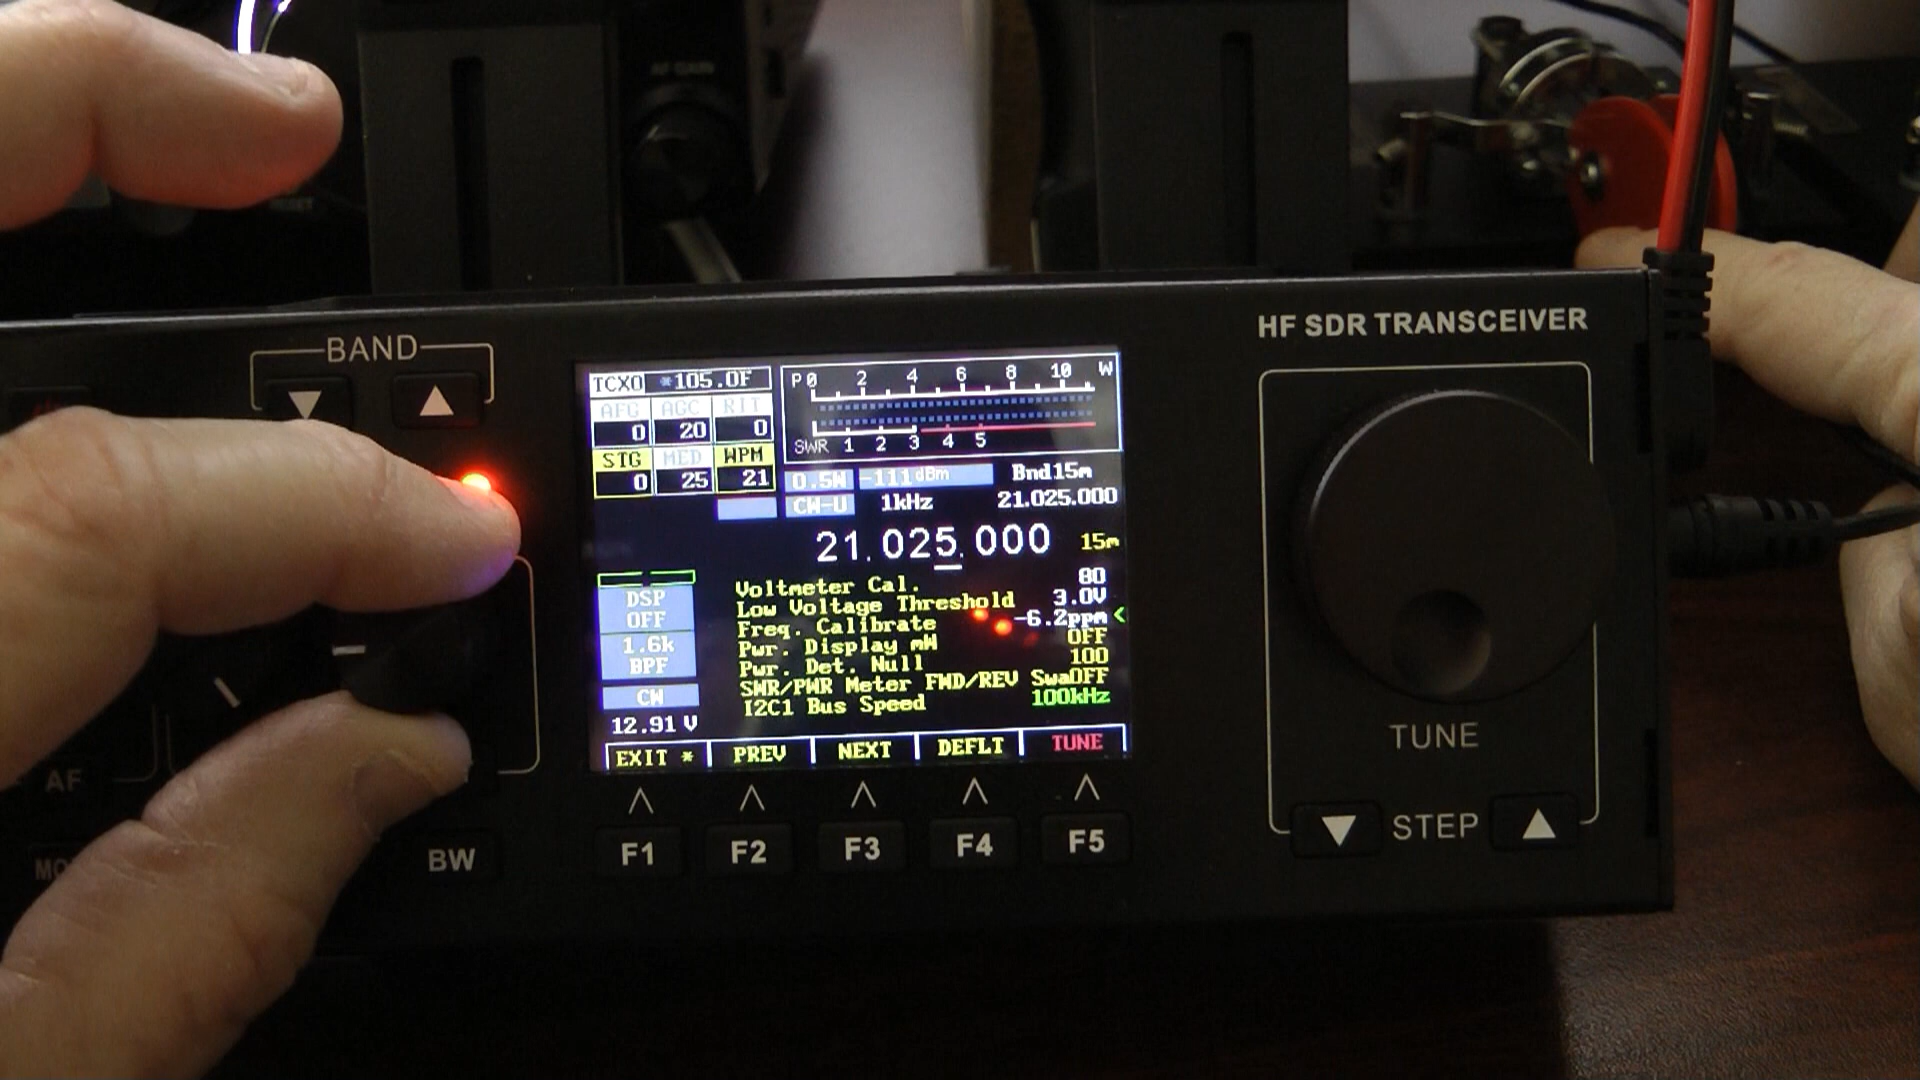 AF GAIN
HF SDR TRANSCEIVER
BAND
TCXO *105.0F
AFG AGC RIT
0 20 0
STG MED WPM
0 25 21
P 0 2 4 6 8 10 W
SWR 1 2 3 4 5
0.5W -111dBm Bnd15m
CW-U 1kHz 21.025.000
21.025.000 15m
Voltmeter Cal. 80
Low Voltage Threshold 3.0V
Freq. Calibrate -6.2ppm <
Pwr. Display mW OFF
Pwr. Det. Null 100
SWR/PWR Meter FWD/REV SwaOFF
I2C1 Bus Speed 100kHz
DSP
OFF
1.6k
BPF
CW
12.91 V
EXIT * PREV NEXT DEFLT TUNE
TUNE
AF
STEP
BW
F1 F2 F3 F4 F5